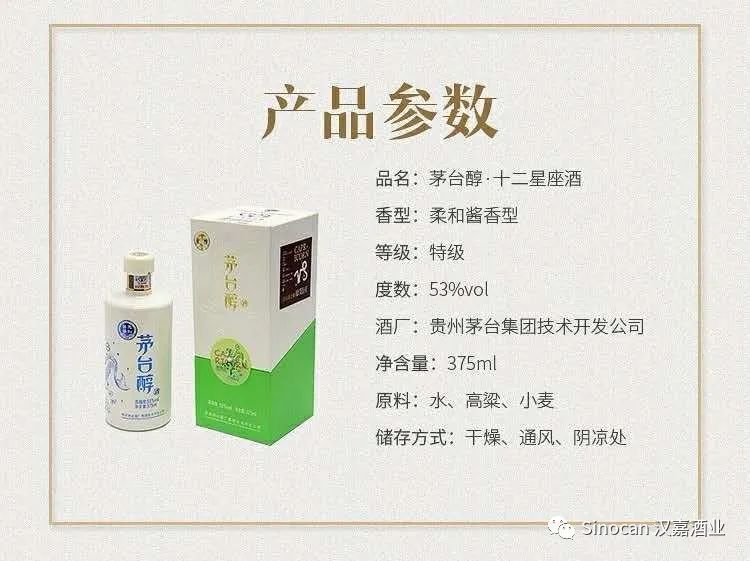 产品参数
品名：茅台醇·十二星座酒
香型：柔和酱香型
等级：特级
度数：53%vol
酒厂：贵州茅台集团技术开发公司
净含量：375ml
原料：水、高粱、小麦
储存方式：干燥、通风、阴凉处
茅台醇
酒
茅台醇
酒
CAPR
ICORN
Sinocan 汉嘉酒业